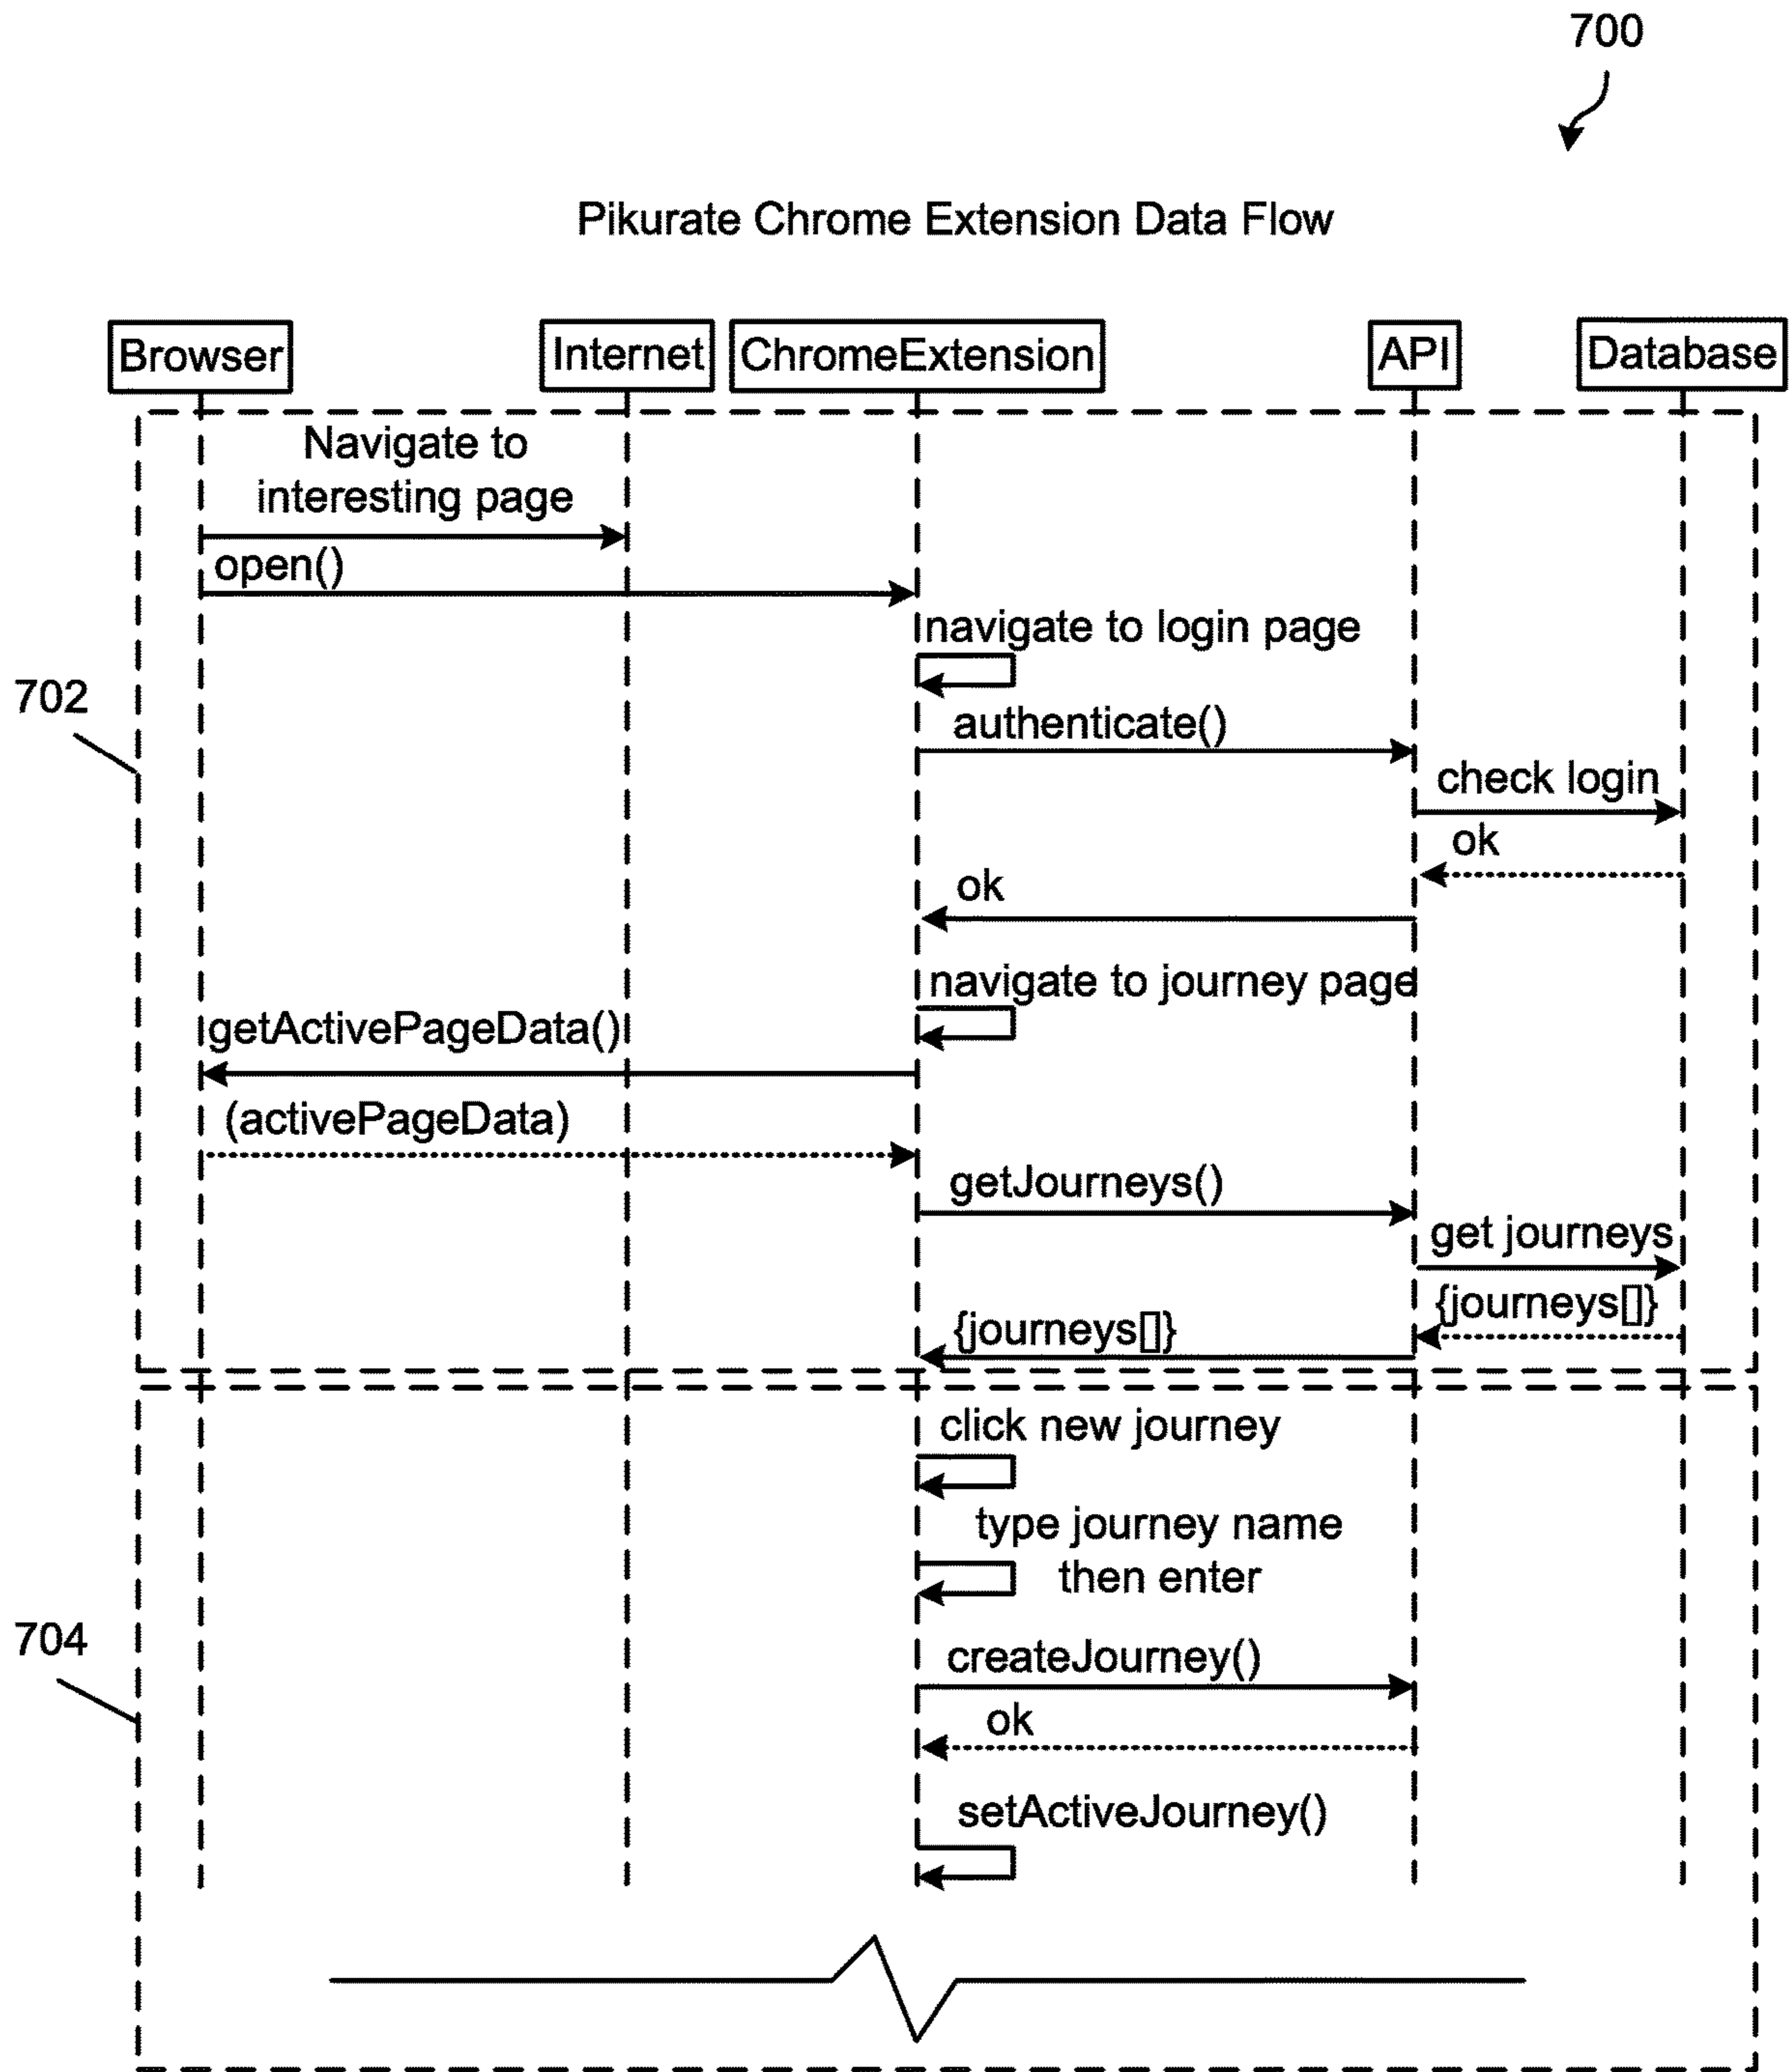 700
Pikurate Chrome Extension Data Flow
Browser
Internet
ChromeExtension
API
Database
Navigate to
interesting page
open()
navigate to login page
702
authenticate()
check login
ok
ok
navigate to journey page
getActivePageData()
(activePageData)
getJourneys()
get journeys
{journeys[]}
{journeys[]}
click new journey
type journey name
then enter
704
createJourney()
ok
setActiveJourney()